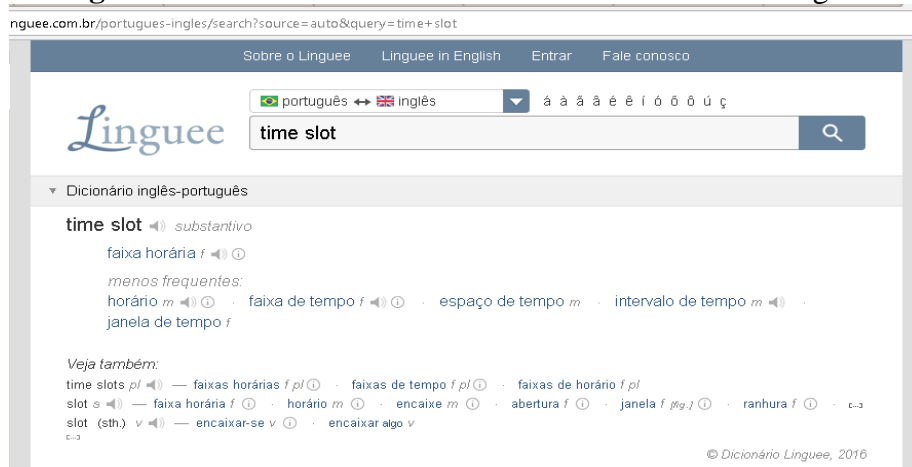 nguee.com.br/portugues-ingles/search?source=auto&query=time+slot
Sobre o Linguee Linguee in English Entrar Fale conosco
português ↔ inglês á à ã â é ê í ó õ ô ú ç
Linguee
time slot
Dicionário inglês-português
time slot substantivo
faixa horária f
menos frequentes:
horário m · faixa de tempo f · espaço de tempo m · intervalo de tempo m ·
janela de tempo f
Veja também:
time slots pl — faixas horárias f pl · faixas de tempo f pl · faixas de horário f pl
slot s — faixa horária f · horário m · encaixe m · abertura f · janela f [fig.] · ranhura f · [...]
slot (sth.) v — encaixar-se v · encaixar algo v
[...]
© Dicionário Linguee, 2016